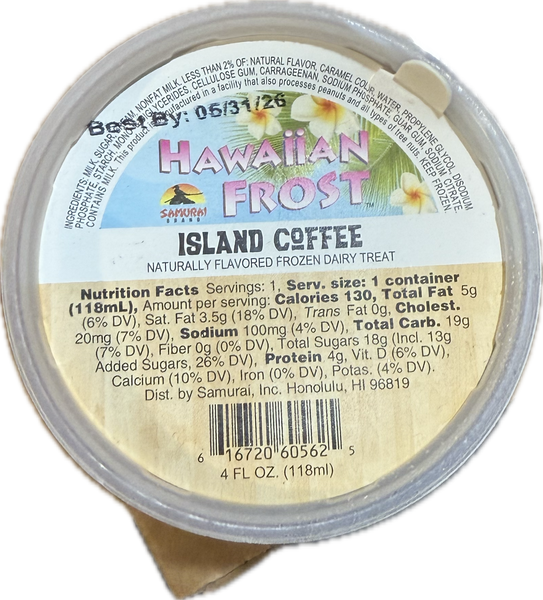 INGREDIENTS: MILK, SUGAR, NONFAT MILK, LESS THAN 2% OF: NATURAL FLAVOR, CARAMEL COLOR, WATER, PROPYLENE GLYCOL, DISODIUM
PHOSPHATE, STARCH, MONO GLYCERIDES, CELLULOSE GUM, CARRAGEENAN, SODIUM PHOSPHATE, GUAR GUM, SODIUM CITRATE.
CONTAINS MILK. This product manufactured in a facility that also processes peanuts and all types of tree nuts. KEEP FROZEN.
Best By: 05/31/26
HAWAIIAN
FROST™
SAMURAI
BRAND
ISLAND COFFEE
NATURALLY FLAVORED FROZEN DAIRY TREAT
Nutrition Facts Servings: 1, Serv. size: 1 container
(118mL), Amount per serving: Calories 130, Total Fat 5g
(6% DV), Sat. Fat 3.5g (18% DV), Trans Fat 0g, Cholest.
20mg (7% DV), Sodium 100mg (4% DV), Total Carb. 19g
(7% DV), Fiber 0g (0% DV), Total Sugars 18g (Incl. 13g
Added Sugars, 26% DV), Protein 4g, Vit. D (6% DV),
Calcium (10% DV), Iron (0% DV), Potas. (4% DV).
Dist. by Samurai, Inc. Honolulu, HI 96819
6 16720 60562 5
4 FL OZ. (118ml)